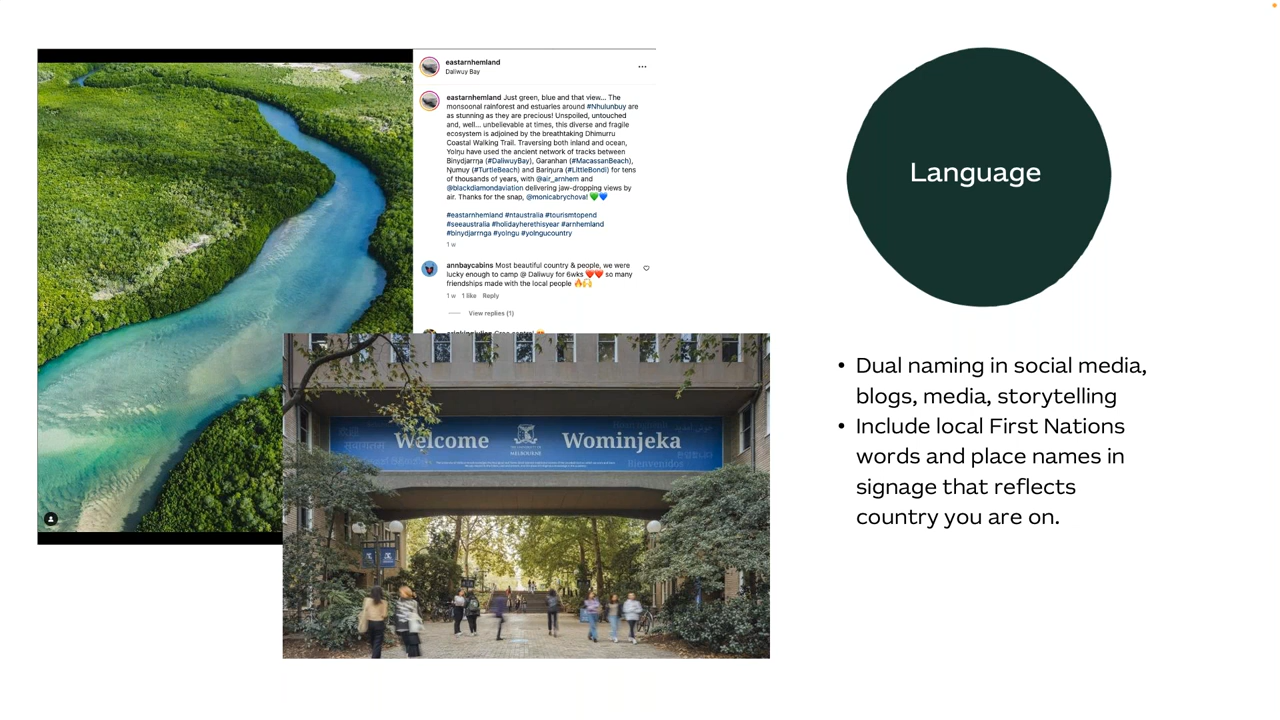 eastarnhemland
Daliwuy Bay
eastarnhemland Just green, blue and that view... The
monsoonal rainforest and estuaries around #Nhulunbuy are
as stunning as they are precious! Unspoiled, untouched
and, well... unbelievable at times, this diverse and fragile
ecosystem is adjoined by the breathtaking Dhimurru
Coastal Walking Trail. Traversing both inland and ocean,
Yolŋu have used the ancient network of tracks between
Binydjarrŋa (#DaliwuyBay), Garanhan (#MacassanBeach),
Ṉumuy (#TurtleBeach) and Bariŋura (#LittleBondi) for tens
of thousands of years, with @air_arnhem and
@blackdiamondaviation delivering jaw-dropping views by
air. Thanks for the snap, @monicabrychova! 💚💙
#eastarnhemland #ntaustralia #tourismtopend
#seeaustralia #holidayherethisyear #arnhemland
#binydjarrnga #yolngu #yolngucountry
1 w
annbaycabins Most beautiful country & people, we were
lucky enough to camp @ Daliwuy for 6wks ❤️❤️ so many
friendships made with the local people 🔥🙌
1 w 1 like Reply
View replies (1)
Welcome
THE UNIVERSITY OF
MELBOURNE
Wominjeka
Bienvenidos
Language
• Dual naming in social media,
blogs, media, storytelling
• Include local First Nations
words and place names in
signage that reflects
country you are on.